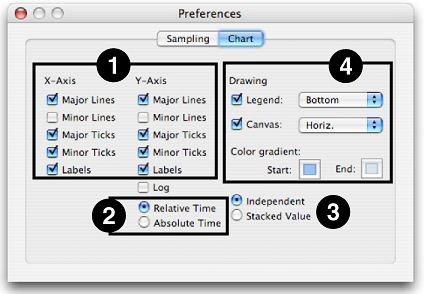 Preferences
Sampling Chart
1
4
X-Axis Y-Axis
Major Lines Major Lines
Minor Lines Minor Lines
Major Ticks Major Ticks
Minor Ticks Minor Ticks
Labels Labels
Log
Drawing
Legend: Bottom
Canvas: Horiz.
Color gradient:
Start: End:
2
Relative Time
Absolute Time
Independent
Stacked Value
3